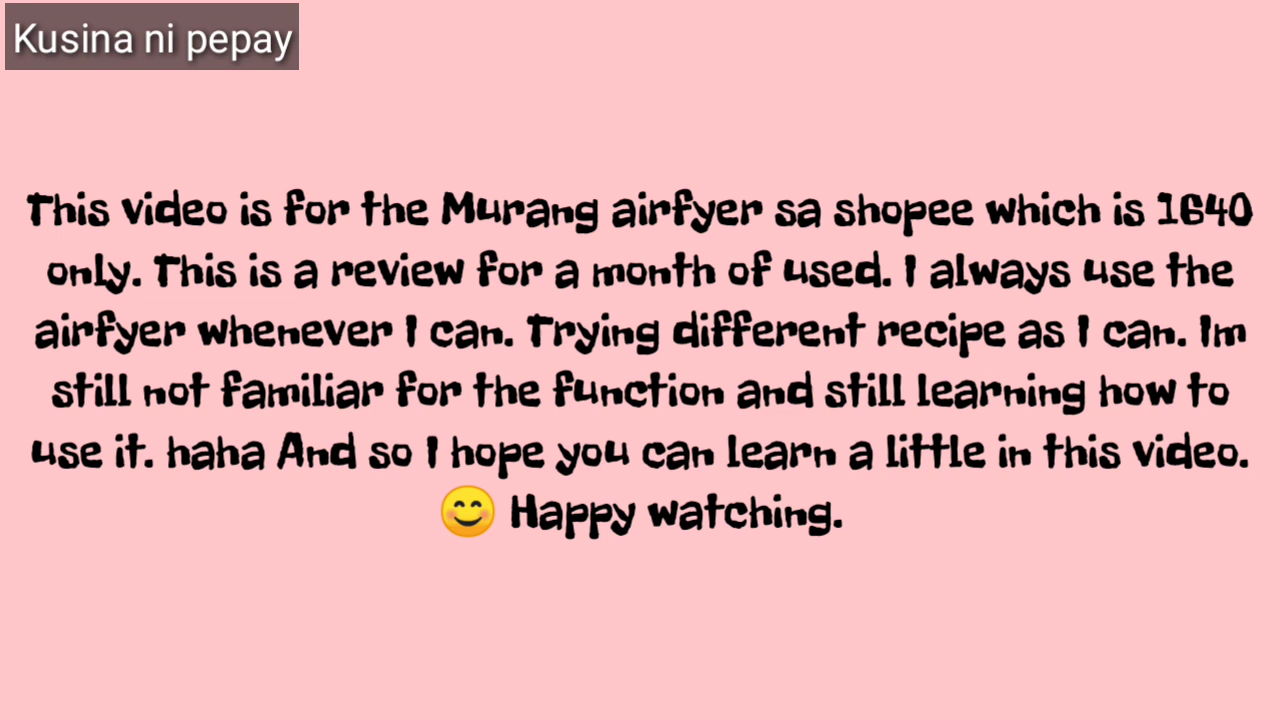 Kusina ni pepay
This video is for the Murang airfyer sa shopee which is 1640
only. This is a review for a month of used. I always use the
airfyer whenever I can. Trying different recipe as I can. Im
still not familiar for the function and still learning how to
use it. haha And so I hope you can learn a little in this video.
😊 Happy watching.